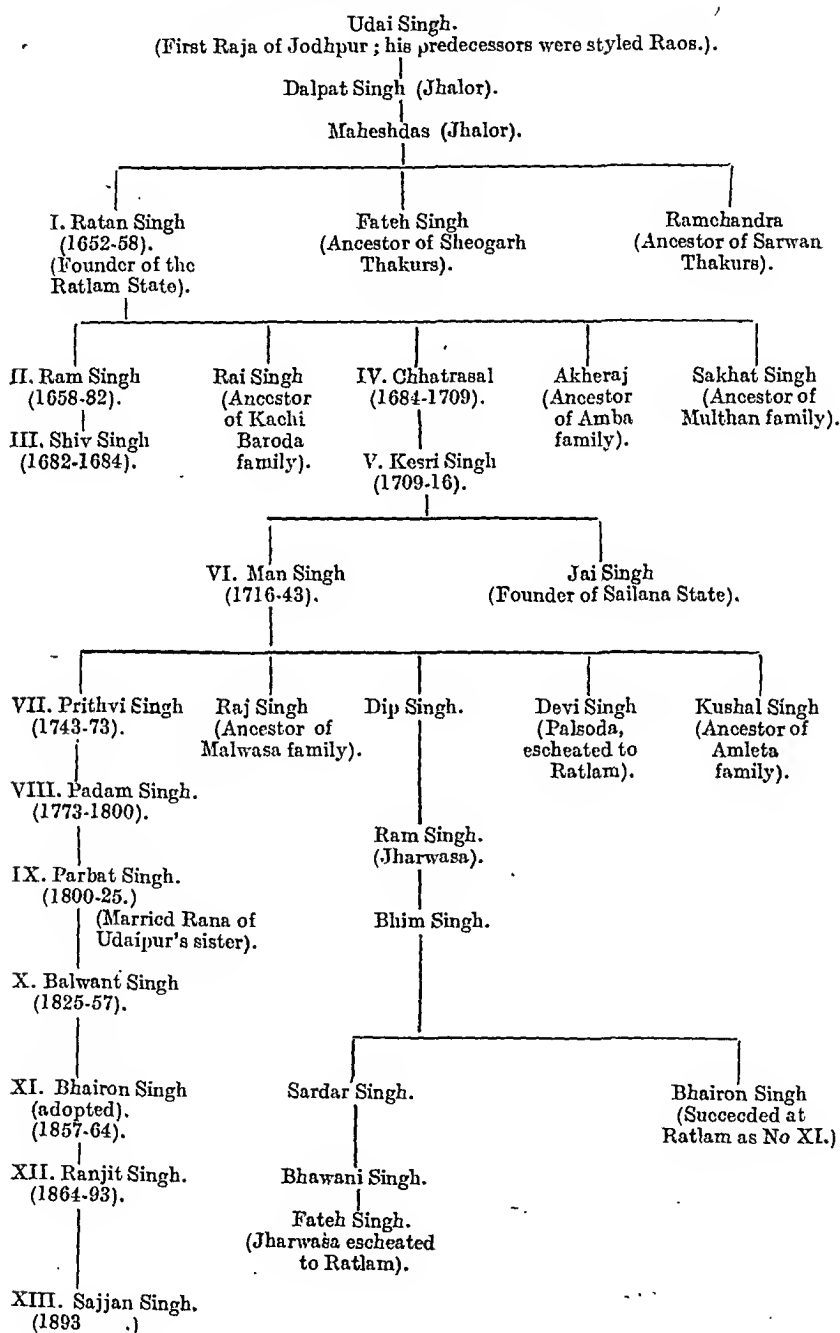 Udai Singh.
(First Raja of Jodhpur ; his predecessors were styled Raos.).
Dalpat Singh (Jhalor).
Maheshdas (Jhalor).
I. Ratan Singh
(1652-58).
(Founder of the
Ratlam State).
Fateh Singh
(Ancestor of Sheogarh
Thakurs).
Ramchandra
(Ancestor of Sarwan
Thakurs).
II. Ram Singh
(1658-82).
III. Shiv Singh
(1682-1684).
Rai Singh
(Ancestor
of Kachi
Baroda
family).
IV. Chhatrasal
(1684-1709).
V. Kesri Singh
(1709-16).
Akheraj
(Ancestor
of Amba
family).
Sakhat Singh
(Ancestor of
Multhan family).
VI. Man Singh
(1716-43).
Jai Singh
(Founder of Sailana State).
VII. Prithvi Singh
(1743-73).
Raj Singh
(Ancestor of
Malwasa family).
Dip Singh.
Devi Singh
(Palsoda,
escheated to
Ratlam).
Kushal Singh
(Ancestor of
Amleta
family).
VIII. Padam Singh.
(1773-1800).
Ram Singh.
(Jharwasa).
IX. Parbat Singh.
(1800-25.)
(Married Rana of
Udaipur's sister).
Bhim Singh.
X. Balwant Singh
(1825-57).
XI. Bhairon Singh
(adopted).
(1857-64).
Sardar Singh.
Bhairon Singh
(Succeeded at
Ratlam as No XI.)
XII. Ranjit Singh.
(1864-93).
Bhawani Singh.
Fateh Singh.
(Jharwasa escheated
to Ratlam).
XIII. Sajjan Singh.
(1893 .)